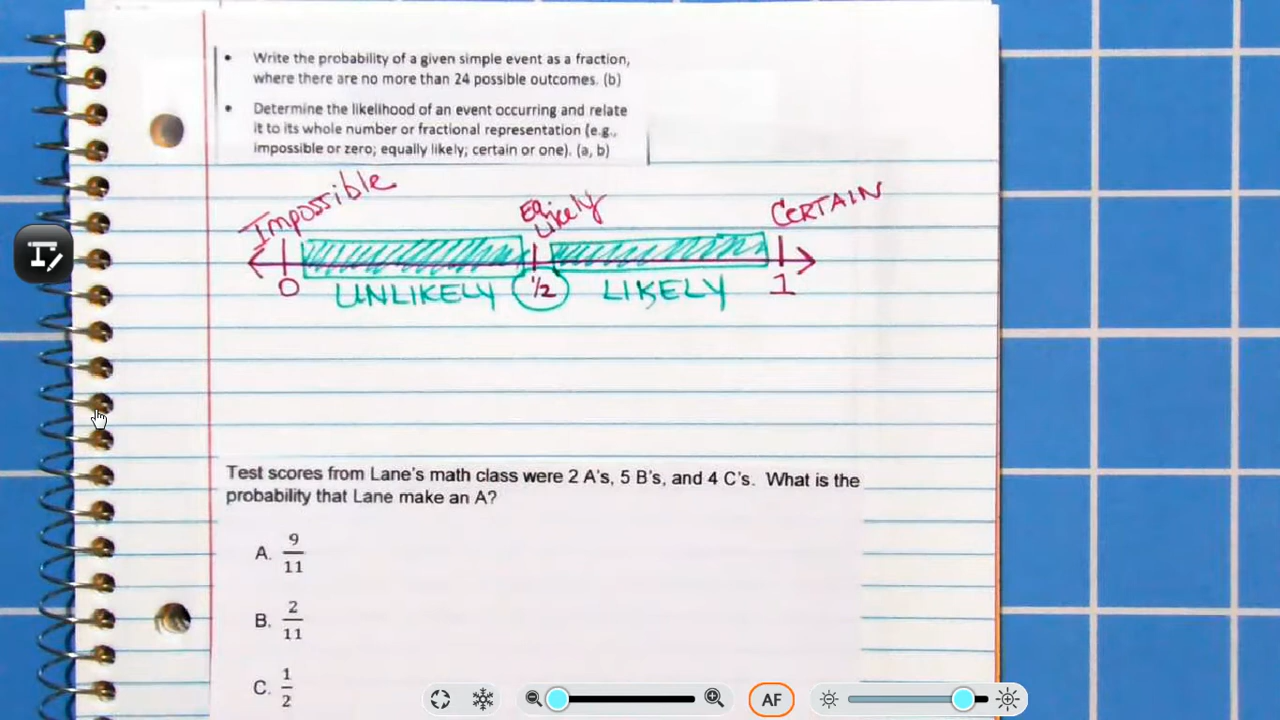 • Write the probability of a given simple event as a fraction,
where there are no more than 24 possible outcomes. (b)
• Determine the likelihood of an event occurring and relate
it to its whole number or fractional representation (e.g.,
impossible or zero; equally likely; certain or one). (a, b)
Impossible
Eq.
Likely
CERTAIN
0
UNLIKELY
1/2
LIKELY
1
Test scores from Lane's math class were 2 A's, 5 B's, and 4 C's. What is the
probability that Lane make an A?
A. 9/11
B. 2/11
C. 1/2
AF